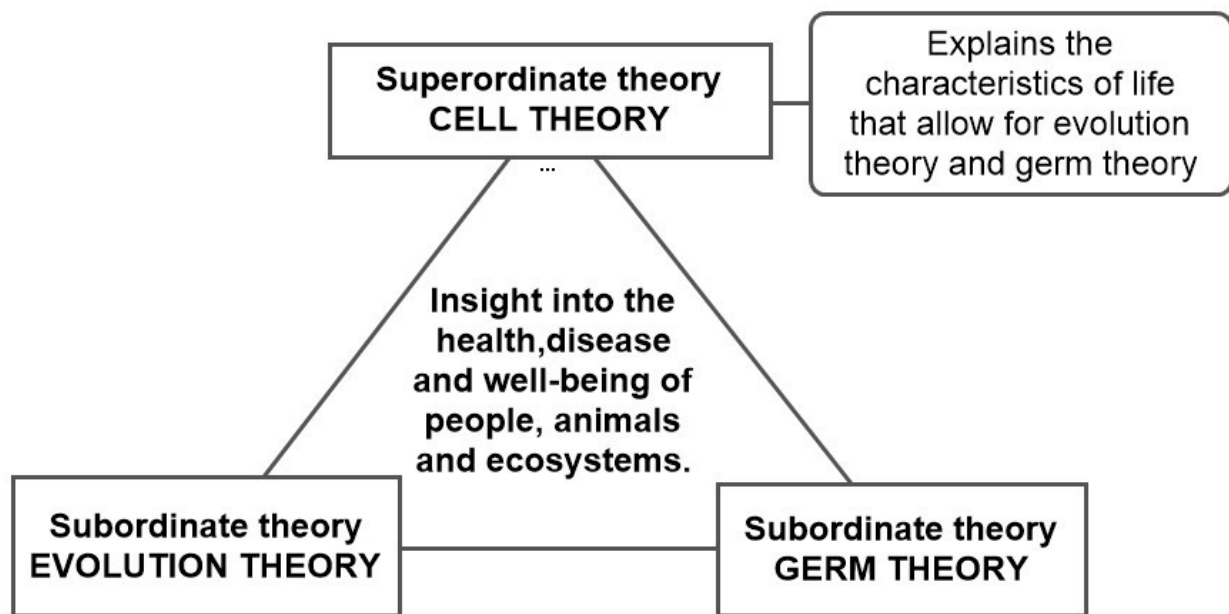 Superordinate theory
CELL THEORY
...
Explains the
characteristics of life
that allow for evolution
theory and germ theory
Insight into the
health,disease
and well-being of
people, animals
and ecosystems.
Subordinate theory
EVOLUTION THEORY
Subordinate theory
GERM THEORY